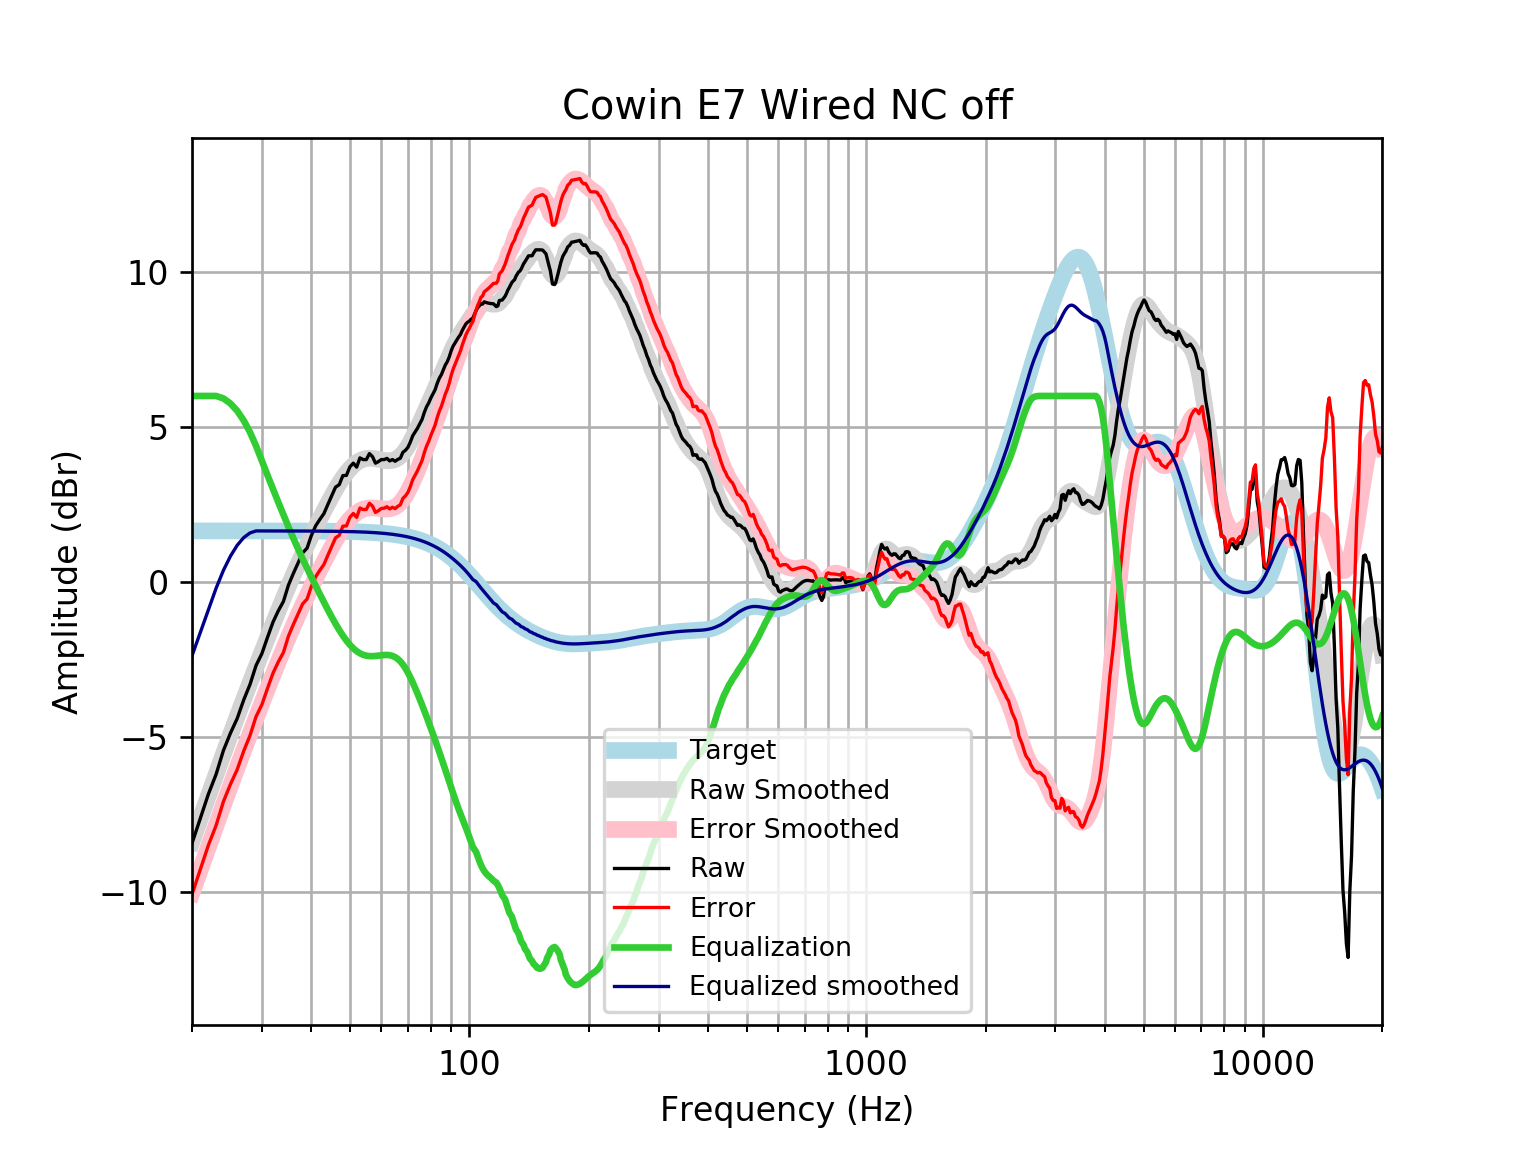 Cowin E7 Wired NC off
Amplitude (dBr)
10
5
0
−5
−10
Target
Raw Smoothed
Error Smoothed
Raw
Error
Equalization
Equalized smoothed
100
1000
10000
Frequency (Hz)